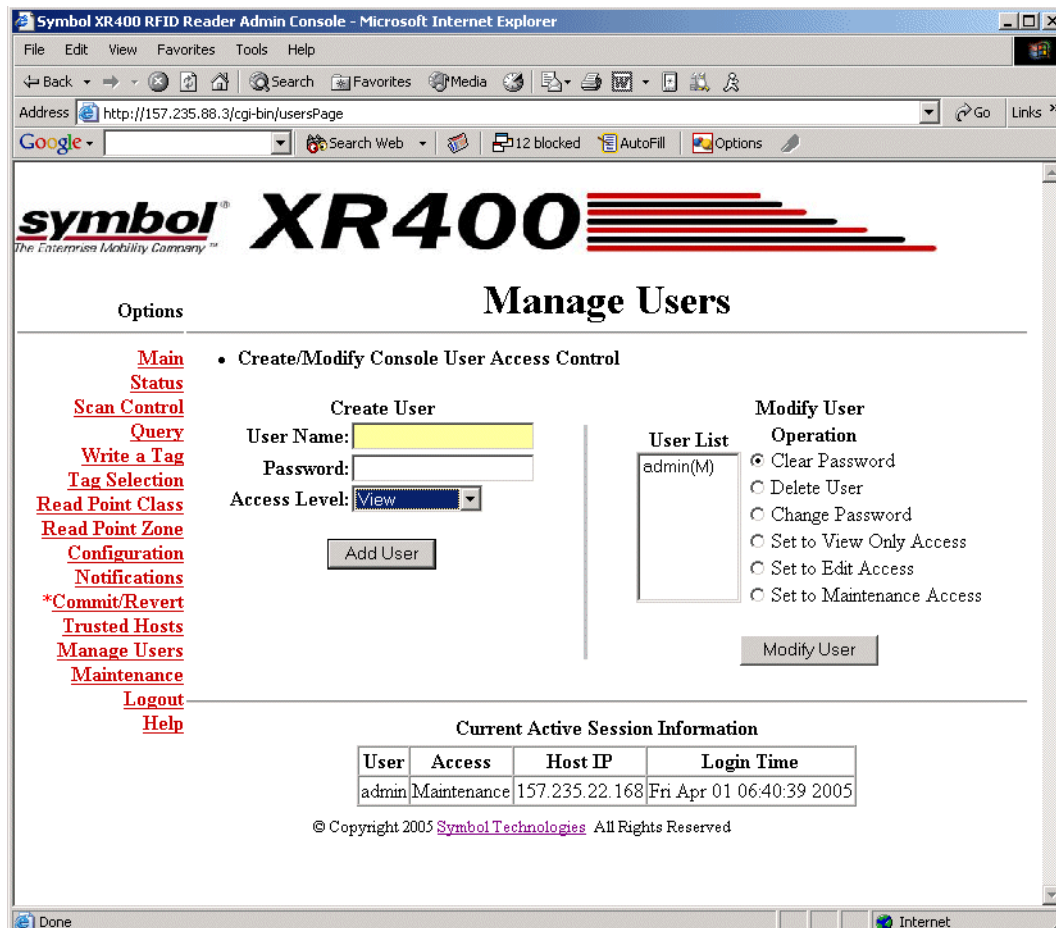 Symbol XR400 RFID Reader Admin Console - Microsoft Internet Explorer
File Edit View Favorites Tools Help
Back Search Favorites Media
Address http://157.235.88.3/cgi-bin/usersPage Go Links »
Google Search Web 12 blocked AutoFill Options
symbol® XR400
The Enterprise Mobility Company ™
Options
Manage Users
Main
Status
Scan Control
Query
Write a Tag
Tag Selection
Read Point Class
Read Point Zone
Configuration
Notifications
*Commit/Revert
Trusted Hosts
Manage Users
Maintenance
Logout
Help
• Create/Modify Console User Access Control
Create User
User Name:
Password:
Access Level: View
Add User
Modify User
User List
admin(M)
Operation
Clear Password
Delete User
Change Password
Set to View Only Access
Set to Edit Access
Set to Maintenance Access
Modify User
Current Active Session Information
User Access Host IP Login Time
admin Maintenance 157.235.22.168 Fri Apr 01 06:40:39 2005
© Copyright 2005 Symbol Technologies All Rights Reserved
Done Internet